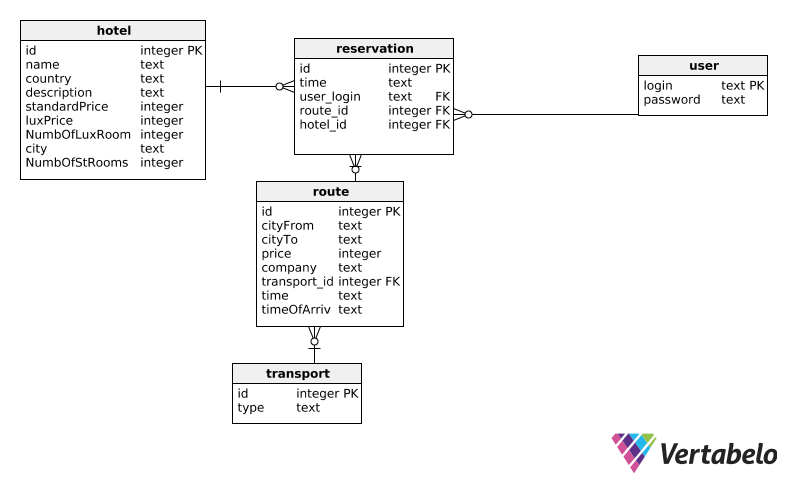 hotel
id integer PK
name text
country text
description text
standardPrice integer
luxPrice integer
NumbOfLuxRoom integer
city text
NumbOfStRooms integer
reservation
id integer PK
time text
user_login text FK
route_id integer FK
hotel_id integer FK
user
login text PK
password text
route
id integer PK
cityFrom text
cityTo text
price integer
company text
transport_id integer FK
time text
timeOfArriv text
transport
id integer PK
type text
Vertabelo